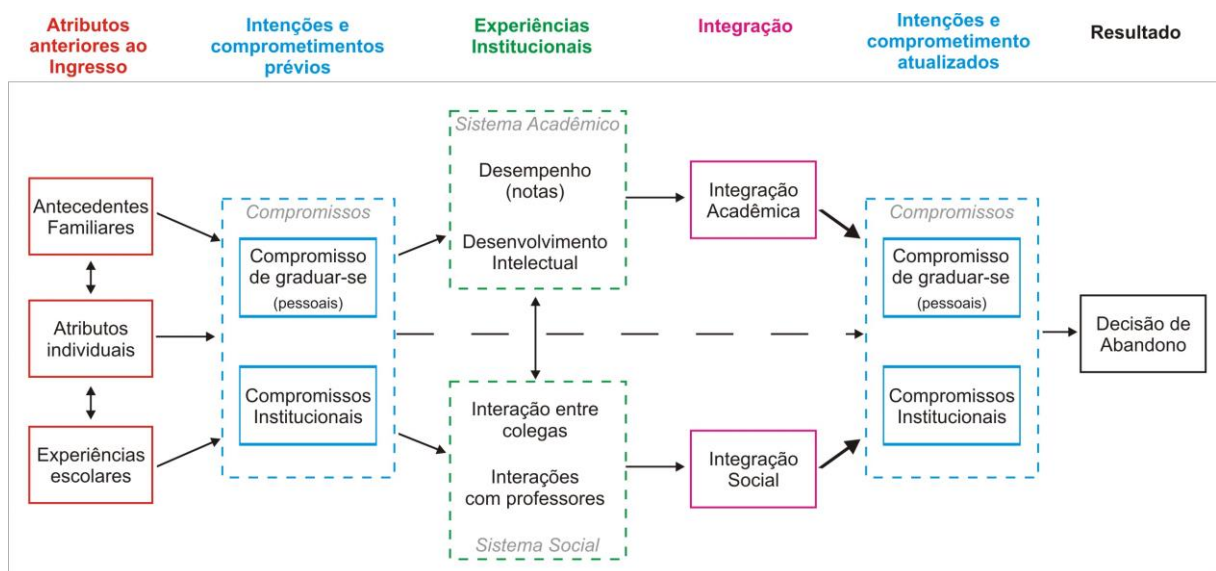 Atributos
anteriores ao
Ingresso
Intenções e
comprometimentos
prévios
Experiências
Institucionais
Integração
Intenções e
comprometimento
atualizados
Resultado
Antecedentes
Familiares
Atributos
individuais
Experiências
escolares
Compromissos
Compromisso
de graduar-se
(pessoais)
Compromissos
Institucionais
Sistema Acadêmico
Desempenho
(notas)
Desenvolvimento
Intelectual
Interação entre
colegas
Interações
com professores
Sistema Social
Integração
Acadêmica
Integração
Social
Compromissos
Compromisso
de graduar-se
(pessoais)
Compromissos
Institucionais
Decisão de
Abandono